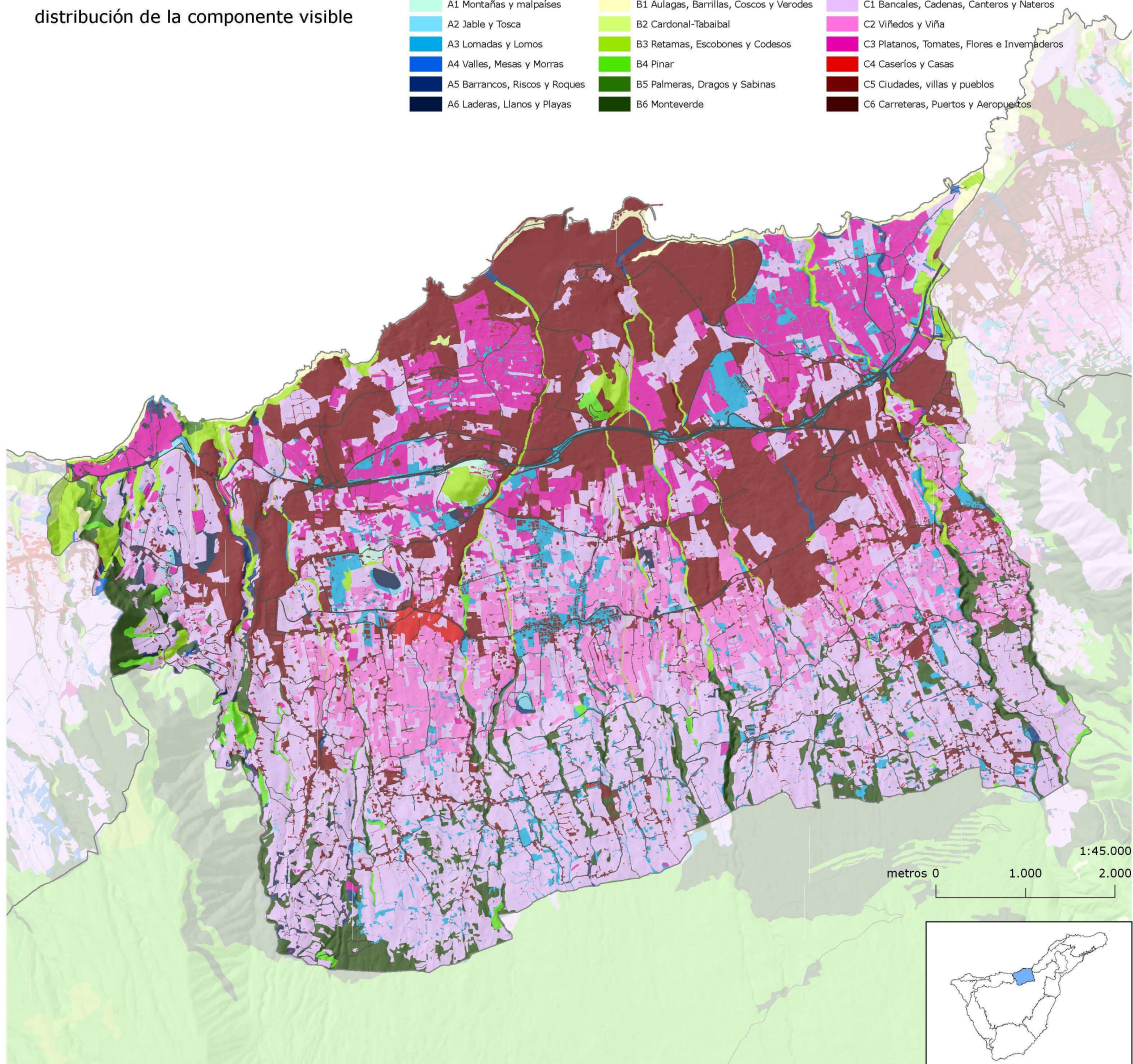 distribución de la componente visible
A1 Montañas y malpaíses
A2 Jable y Tosca
A3 Lomadas y Lomos
A4 Valles, Mesas y Morras
A5 Barrancos, Riscos y Roques
A6 Laderas, Llanos y Playas
B1 Aulagas, Barrillas, Coscos y Verodes
B2 Cardonal-Tabaibal
B3 Retamas, Escobones y Codesos
B4 Pinar
B5 Palmeras, Dragos y Sabinas
B6 Monteverde
C1 Bancales, Cadenas, Canteros y Nateros
C2 Viñedos y Viña
C3 Platanos, Tomates, Flores e Invernaderos
C4 Caseríos y Casas
C5 Ciudades, villas y pueblos
C6 Carreteras, Puertos y Aeropuertos
1:45.000
metros 0 1.000 2.000